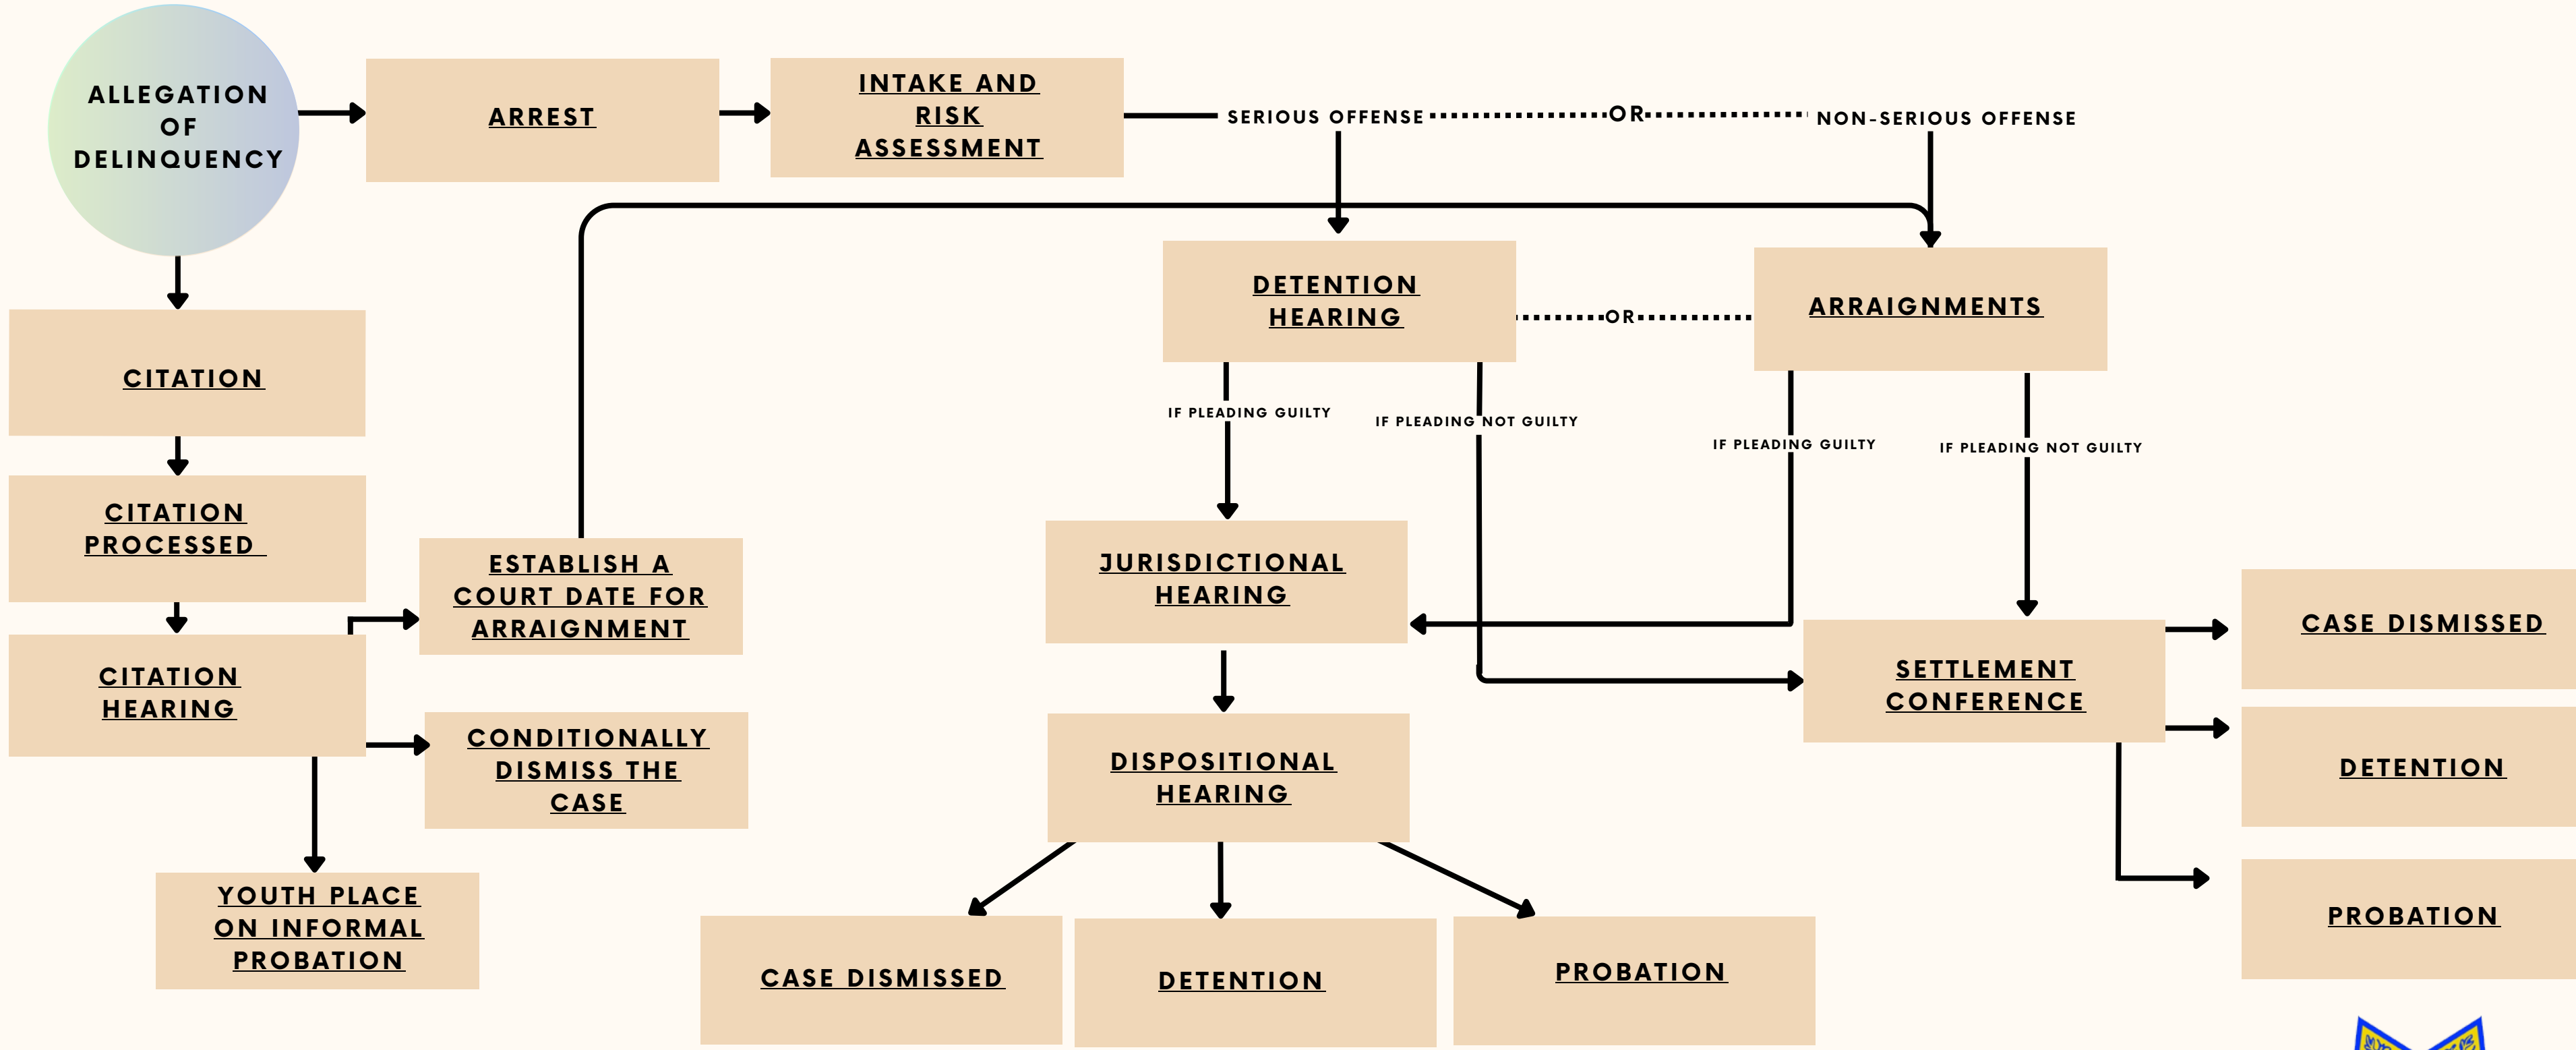 ALLEGATION
OF
DELINQUENCY
ARREST
INTAKE AND
RISK
ASSESSMENT
SERIOUS OFFENSE
OR
NON-SERIOUS OFFENSE
DETENTION
HEARING
OR
ARRAIGNMENTS
CITATION
IF PLEADING GUILTY
IF PLEADING NOT GUILTY
IF PLEADING GUILTY
IF PLEADING NOT GUILTY
CITATION
PROCESSED
ESTABLISH A
COURT DATE FOR
ARRAIGNMENT
JURISDICTIONAL
HEARING
CASE DISMISSED
CITATION
HEARING
SETTLEMENT
CONFERENCE
CONDITIONALLY
DISMISS THE
CASE
DISPOSITIONAL
HEARING
DETENTION
YOUTH PLACE
ON INFORMAL
PROBATION
PROBATION
CASE DISMISSED
DETENTION
PROBATION